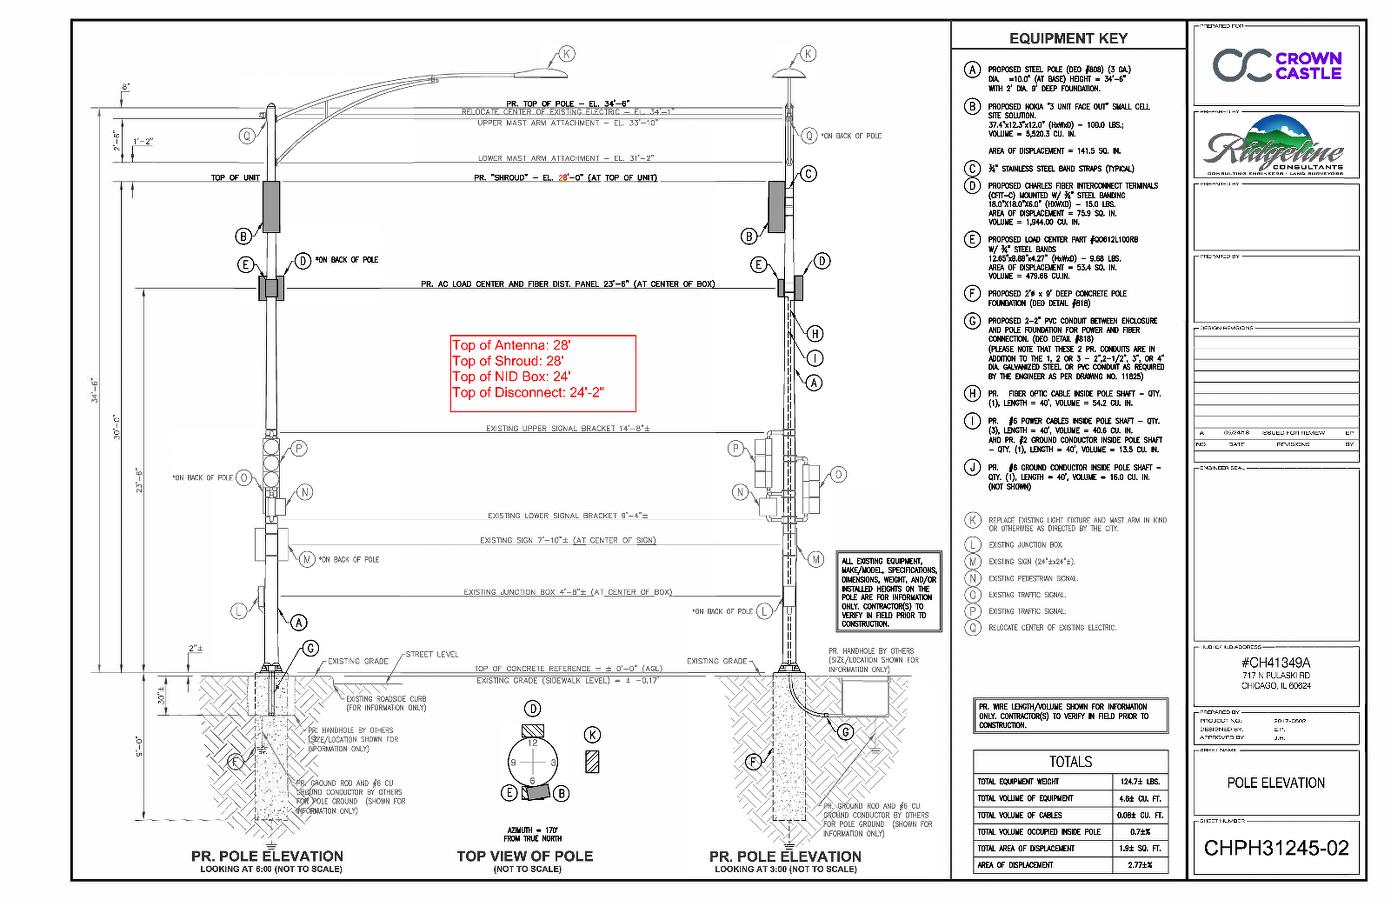 EQUIPMENT KEY
A PROPOSED STEEL POLE (DEO #808) (3 GA.)
DIA. =10.0" (AT BASE) HEIGHT = 34'-6"
WITH 2' DIA. 9' DEEP FOUNDATION.
B PROPOSED NOKIA "3 UNIT FACE OUT" SMALL CELL
SITE SOLUTION.
37.4"x12.3"x12.0" (HxWxD) - 100.0 LBS.;
VOLUME = 5,520.3 CU. IN.
AREA OF DISPLACEMENT = 141.5 SQ. IN.
C ¾" STAINLESS STEEL BAND STRAPS (TYPICAL)
D PROPOSED CHARLES FIBER INTERCONNECT TERMINALS
(CFIT-C) MOUNTED W/ ¾" STEEL BANDING
18.0"X18.0"X6.0" (HXWXD) - 15.0 LBS.
AREA OF DISPLACEMENT = 75.9 SQ. IN.
VOLUME = 1,944.00 CU. IN.
E PROPOSED LOAD CENTER PART #QO612L100RB
W/ ¾" STEEL BANDS
12.65"x8.88"x4.27" (HxWxD) - 9.68 LBS.
AREA OF DISPLACEMENT = 53.4 SQ. IN.
VOLUME = 479.66 CU.IN.
F PROPOSED 2'ø x 9' DEEP CONCRETE POLE
FOUNDATION (DEO DETAIL #818)
G PROPOSED 2-2" PVC CONDUIT BETWEEN ENCLOSURE
AND POLE FOUNDATION FOR POWER AND FIBER
CONNECTION. (DEO DETAIL #818)
(PLEASE NOTE THAT THESE 2 PR. CONDUITS ARE IN
ADDITION TO THE 1, 2 OR 3 - 2",2-1/2", 3", OR 4"
DIA. GALVANIZED STEEL OR PVC CONDUIT AS REQUIRED
BY THE ENGINEER AS PER DRAWING NO. 11825)
H PR. FIBER OPTIC CABLE INSIDE POLE SHAFT - QTY.
(1), LENGTH = 40', VOLUME = 54.2 CU. IN.
I PR. #6 POWER CABLES INSIDE POLE SHAFT - QTY.
(3), LENGTH = 40', VOLUME = 40.6 CU. IN.
AND PR. #2 GROUND CONDUCTOR INSIDE POLE SHAFT
- QTY. (1), LENGTH = 40', VOLUME = 13.5 CU. IN.
J PR. #6 GROUND CONDUCTOR INSIDE POLE SHAFT -
QTY. (1), LENGTH = 40', VOLUME = 16.0 CU. IN.
(NOT SHOWN)
K REPLACE EXISTING LIGHT FIXTURE AND MAST ARM IN KIND
OR OTHERWISE AS DIRECTED BY THE CITY.
L EXISTING JUNCTION BOX.
M EXISTING SIGN (24"±x24"±).
N EXISTING PEDESTRIAN SIGNAL.
O EXISTING TRAFFIC SIGNAL.
P EXISTING TRAFFIC SIGNAL.
Q RELOCATE CENTER OF EXISTING ELECTRIC.
PR. WIRE LENGTH/VOLUME SHOWN FOR INFORMATION
ONLY. CONTRACTOR(S) TO VERIFY IN FIELD PRIOR TO
CONSTRUCTION.
TOTALS
TOTAL EQUIPMENT WEIGHT 124.7± LBS.
TOTAL VOLUME OF EQUIPMENT 4.6± CU. FT.
TOTAL VOLUME OF CABLES 0.08± CU. FT.
TOTAL VOLUME OCCUPIED INSIDE POLE 0.7±%
TOTAL AREA OF DISPLACEMENT 1.9± SQ. FT.
AREA OF DISPLACEMENT 2.77±%
K K
6"
PR. TOP OF POLE - EL. 34'-6"
RELOCATE CENTER OF EXISTING ELECTRIC - EL. 34'-1"
UPPER MAST ARM ATTACHMENT - EL. 33'-10"
Q Q *ON BACK OF POLE
2'-8" 1'-2"
LOWER MAST ARM ATTACHMENT - EL. 31'-2"
TOP OF UNIT PR. "SHROUD" - EL. 28'-0" (AT TOP OF UNIT) C
B B
E D *ON BACK OF POLE E D
PR. AC LOAD CENTER AND FIBER DIST. PANEL 23'-6" (AT CENTER OF BOX)
H
I
A
Top of Antenna: 28'
Top of Shroud: 28'
Top of NID Box: 24'
Top of Disconnect: 24'-2"
34'-6" 30'-0" 23'-6"
EXISTING UPPER SIGNAL BRACKET 14'-8"±
P P
*ON BACK OF POLE O O
N N
EXISTING LOWER SIGNAL BRACKET 9'-4"±
EXISTING SIGN 7'-10"± (AT CENTER OF SIGN)
M *ON BACK OF POLE M
ALL EXISTING EQUIPMENT,
MAKE/MODEL, SPECIFICATIONS,
DIMENSIONS, WEIGHT, AND/OR
INSTALLED HEIGHTS ON THE
POLE ARE FOR INFORMATION
ONLY. CONTRACTOR(S) TO
VERIFY IN FIELD PRIOR TO
CONSTRUCTION.
EXISTING JUNCTION BOX 4'-8"± (AT CENTER OF BOX)
L *ON BACK OF POLE L
A
G
2"±
EXISTING GRADE STREET LEVEL
TOP OF CONCRETE REFERENCE - ± 0'-0" (AGL)
EXISTING GRADE (SIDEWALK LEVEL) = ± -0.17'
EXISTING GRADE
PR. HANDHOLE BY OTHERS
(SIZE/LOCATION SHOWN FOR
INFORMATION ONLY)
30"±
EXISTING ROADSIDE CURB
(FOR INFORMATION ONLY)
9'-0"
PR. HANDHOLE BY OTHERS
(SIZE/LOCATION SHOWN FOR
INFORMATION ONLY)
F
PR. GROUND ROD AND #6 CU
GROUND CONDUCTOR BY OTHERS
FOR POLE GROUND (SHOWN FOR
INFORMATION ONLY)
D
K
12
9 3
6
E B
AZIMUTH = 170°
FROM TRUE NORTH
G
F
PR. GROUND ROD AND #6 CU
GROUND CONDUCTOR BY OTHERS
FOR POLE GROUND (SHOWN FOR
INFORMATION ONLY)
PR. POLE ELEVATION
LOOKING AT 6:00 (NOT TO SCALE)
TOP VIEW OF POLE
(NOT TO SCALE)
PR. POLE ELEVATION
LOOKING AT 3:00 (NOT TO SCALE)
PREPARED FOR
CROWN
CASTLE
PREPARED BY
Ridgeline
CONSULTANTS
CONSULTING ENGINEERS · LAND SURVEYORS
PREPARED BY
PREPARED BY
DESIGN REVISIONS
A 05/24/18 ISSUED FOR REVIEW EP
NO. DATE REVISIONS BY
ENGINEER SEAL
#CH41349A
717 N PULASKI RD
CHICAGO, IL 60624
PREPARED BY
PROJECT NO.: 2017-0502
DESIGNED BY: E.P.
APPROVED BY: J.H.
SHEET NAME
POLE ELEVATION
SHEET NUMBER
CHPH31245-02